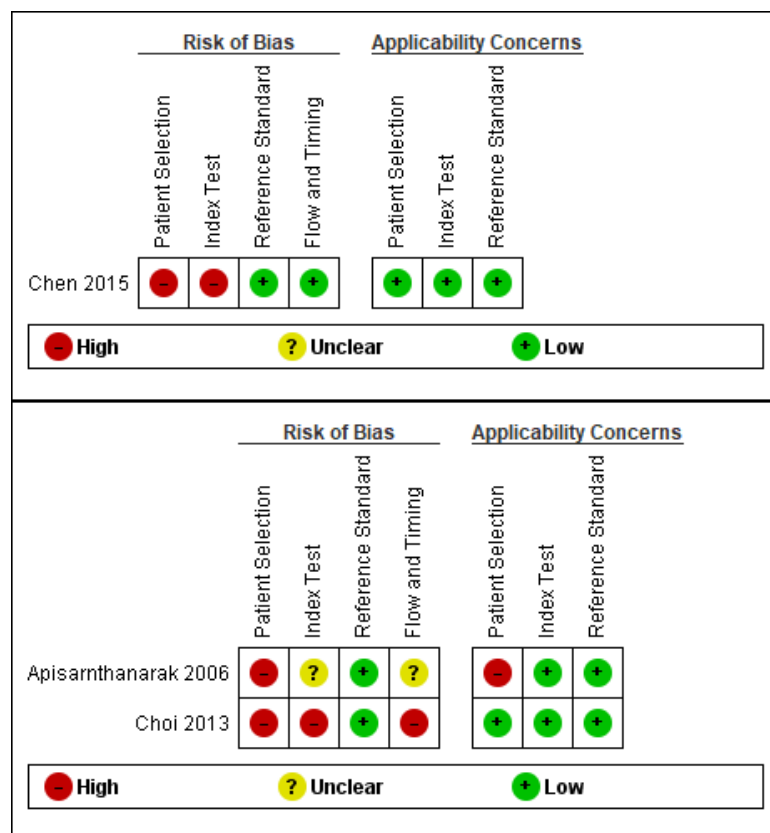 Risk of Bias Applicability Concerns
Patient Selection
Index Test
Reference Standard
Flow and Timing
Patient Selection
Index Test
Reference Standard
Chen 2015 - - + + + + +
- High ? Unclear + Low
Risk of Bias Applicability Concerns
Patient Selection
Index Test
Reference Standard
Flow and Timing
Patient Selection
Index Test
Reference Standard
Apisarnthanarak 2006 - ? + ? - + +
Choi 2013 - - + - + + +
- High ? Unclear + Low